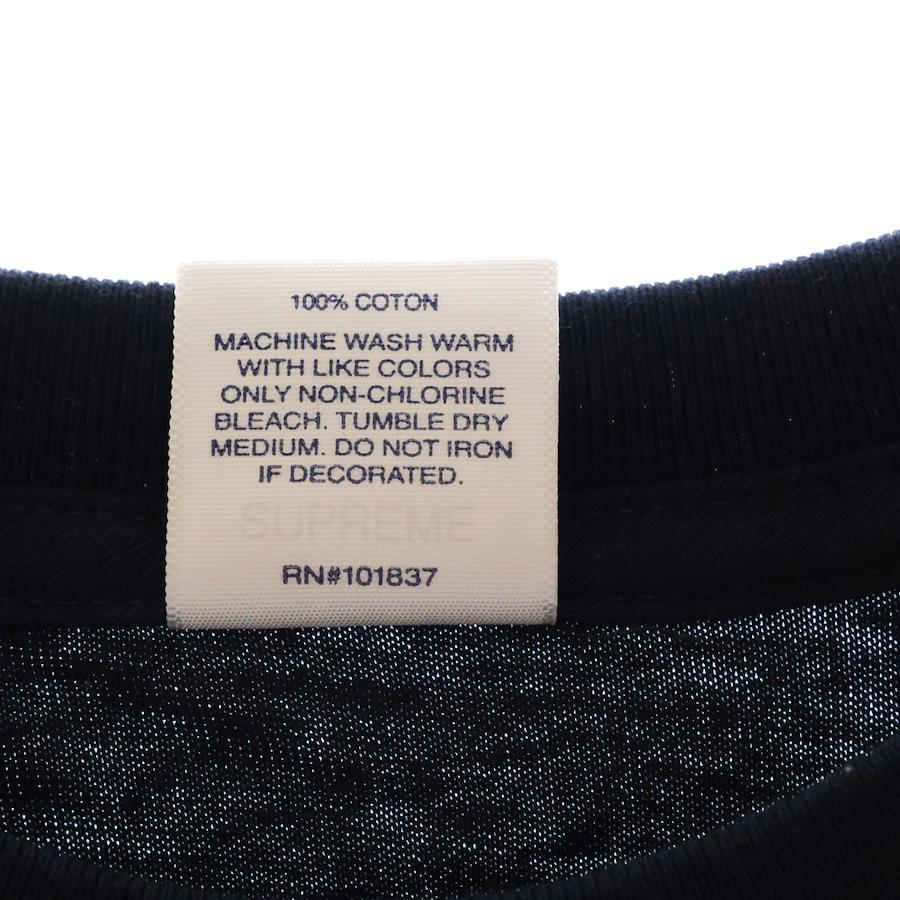 100% COTON
MACHINE WASH WARM
WITH LIKE COLORS
ONLY NON-CHLORINE
BLEACH. TUMBLE DRY
MEDIUM. DO NOT IRON
IF DECORATED.
SUPREME
RN#101837